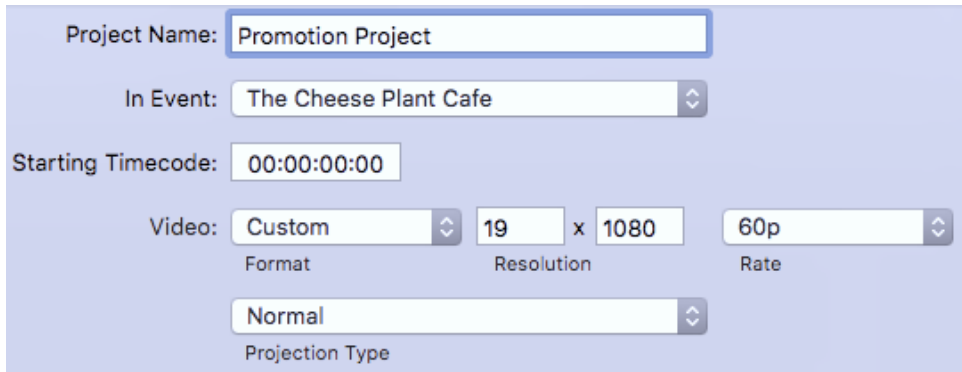 Project Name: Promotion Project
In Event: The Cheese Plant Cafe
Starting Timecode: 00:00:00:00
Video: Custom 19 x 1080 60p
Format Resolution Rate
Normal
Projection Type